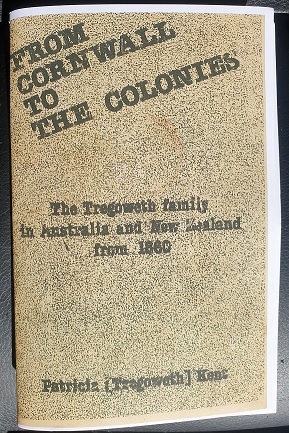 FROM
CORNWALL
TO
THE COLONIES
The Tregoweth family
in Australia and New Zealand
from 1860
Patricia (Tregoweth) Kent